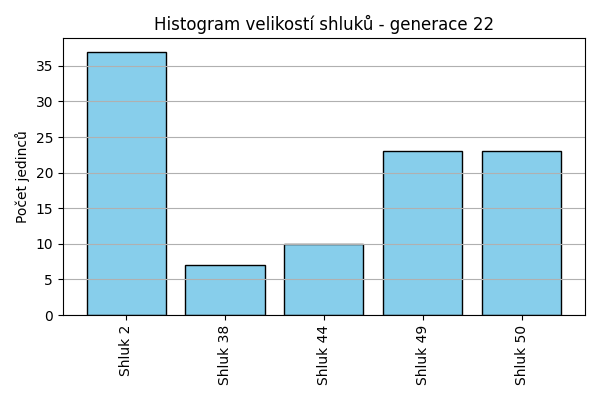 Histogram velikostí shluků - generace 22
Počet jedinců
35
30
25
20
15
10
5
0
Shluk 2
Shluk 38
Shluk 44
Shluk 49
Shluk 50